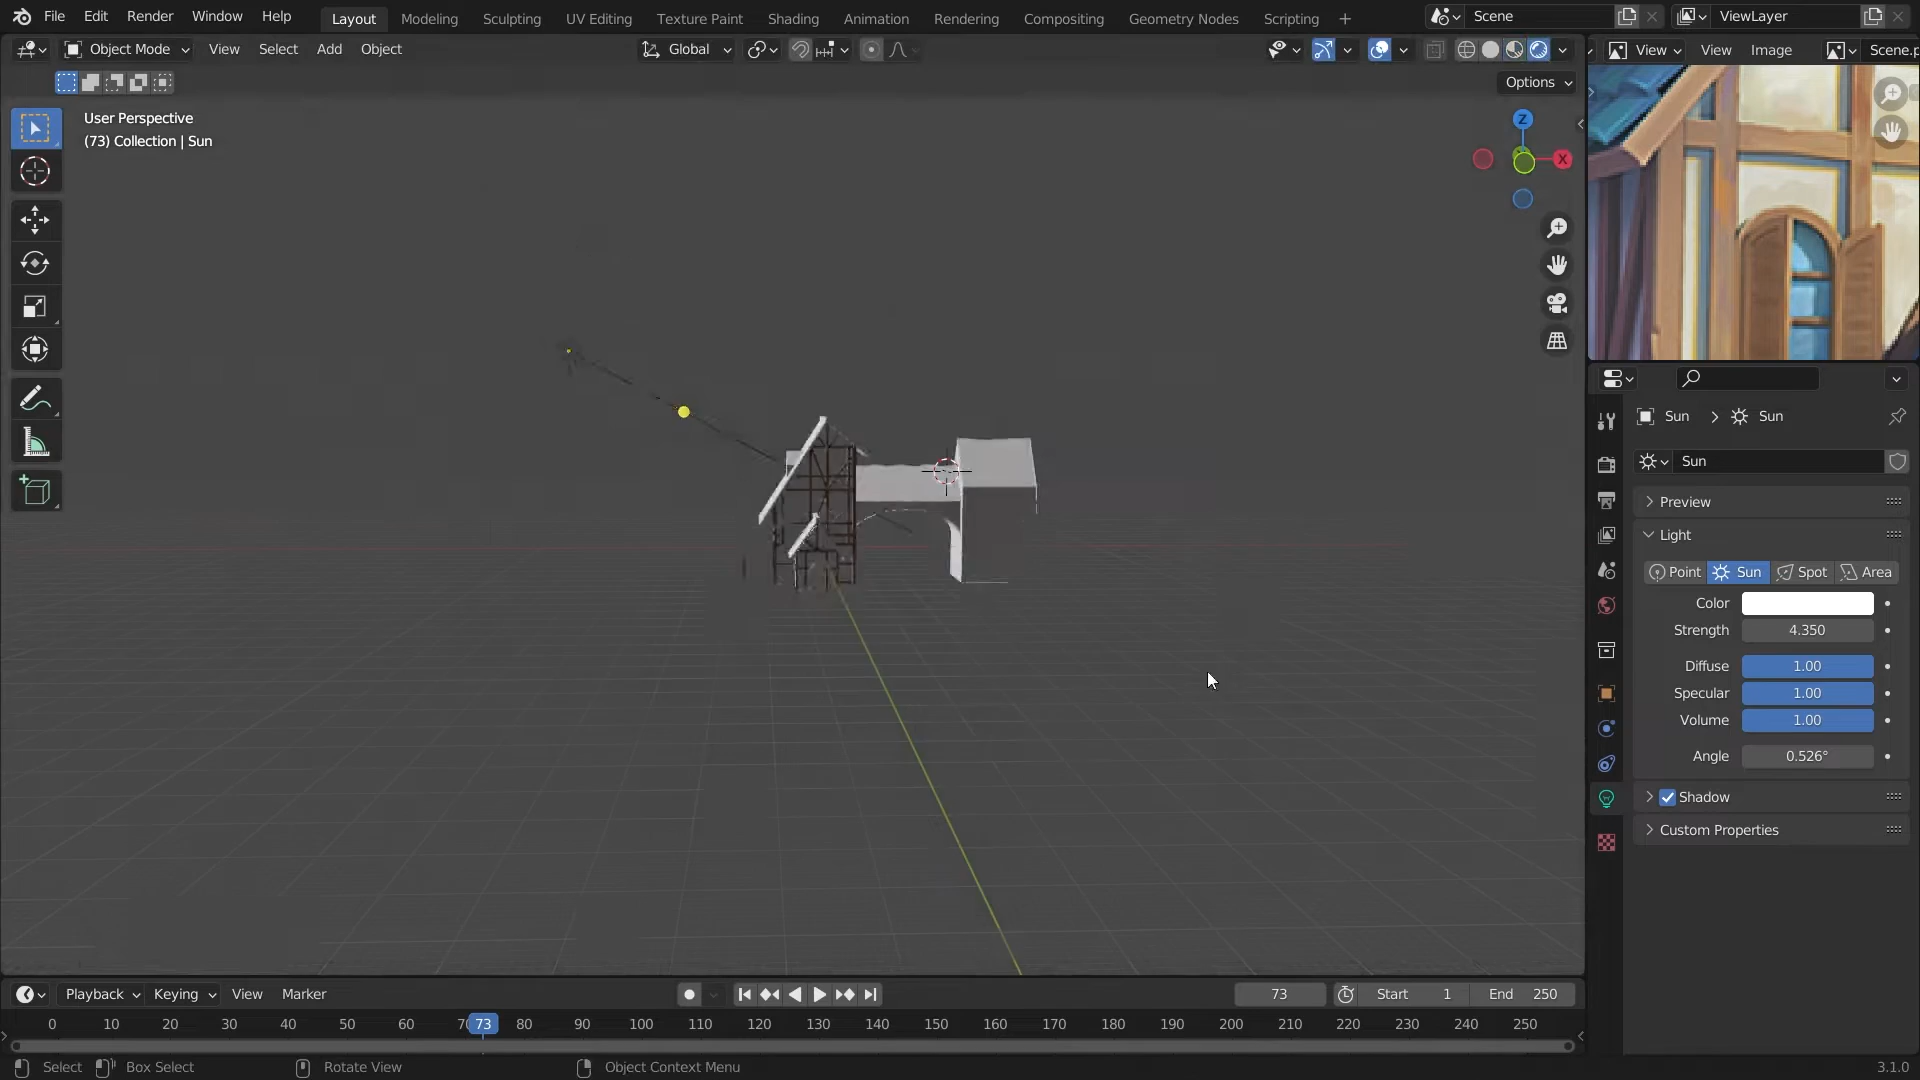 File Edit Render Window Help Layout Modeling Sculpting UV Editing Texture Paint Shading Animation Rendering Compositing Geometry Nodes Scripting + Scene ViewLayer
Object Mode View Select Add Object Global View View Image Scene.p
Options
User Perspective
(73) Collection | Sun
Z
X
Sun > Sun
Sun
Preview
Light
Point Sun Spot Area
Color
Strength 4.350
Diffuse 1.00
Specular 1.00
Volume 1.00
Angle 0.526°
Shadow
Custom Properties
Playback Keying View Marker 73 Start 1 End 250
0 10 20 30 40 50 60 70 73 80 90 100 110 120 130 140 150 160 170 180 190 200 210 220 230 240 250
Select Box Select Rotate View Object Context Menu 3.1.0